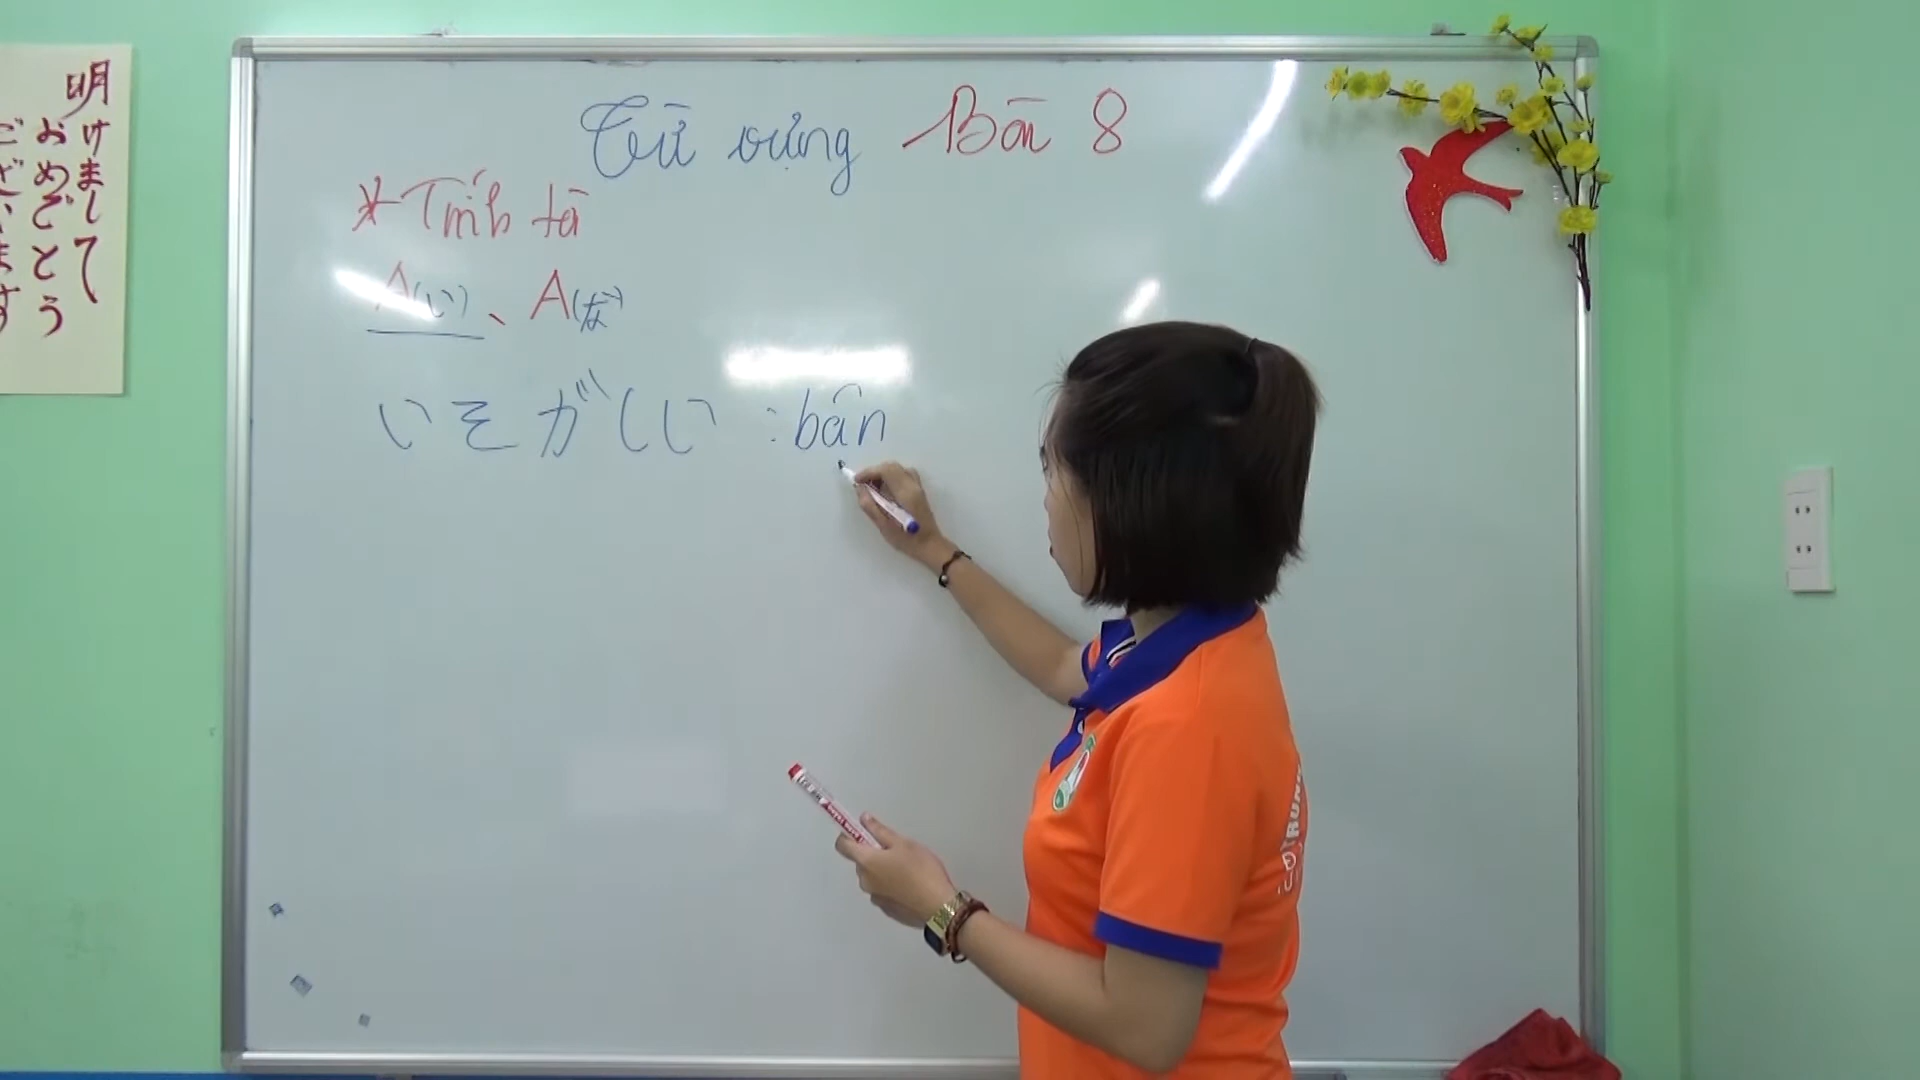 明けまして
おめでとう
ございます
Từ vựng Bài 8
* Tính từ
A(い)、A(な)
いそがしい : bận